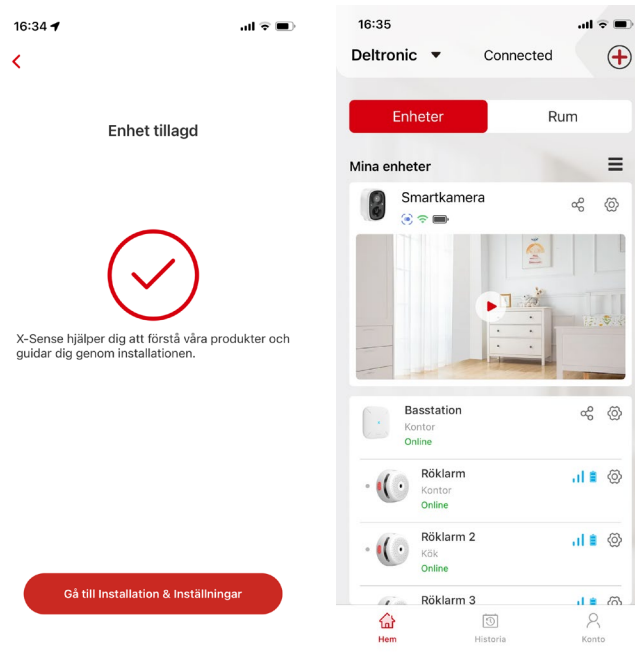 16:34
Enhet tillagd
X-Sense hjälper dig att förstå våra produkter och
guidar dig genom installationen.
Gå till Installation & Inställningar
16:35
Deltronic Connected
Enheter Rum
Mina enheter
Smartkamera
Basstation
Kontor
Online
Röklarm
Kontor
Online
Röklarm 2
Kök
Online
Röklarm 3
Hem Historia Konto